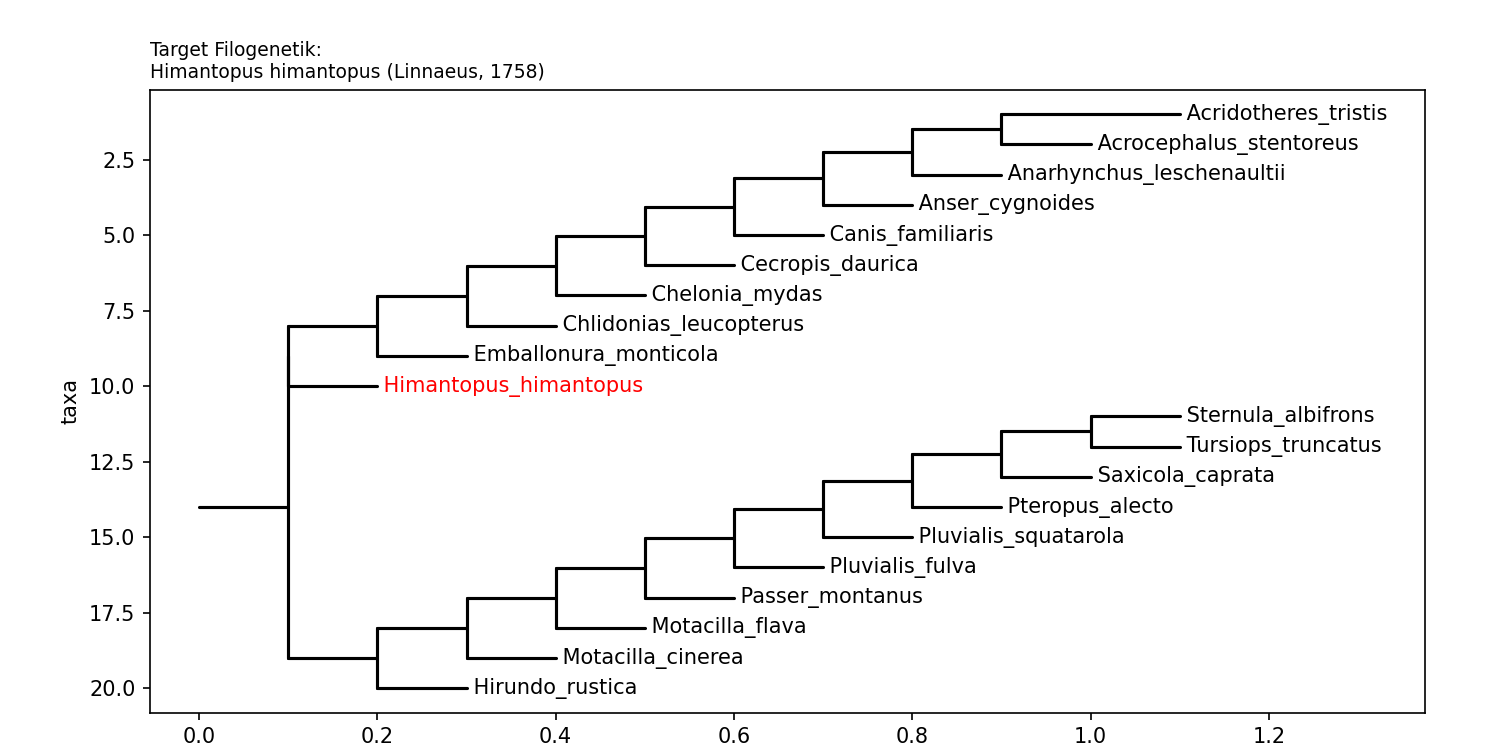 Target Filogenetik:
Himantopus himantopus (Linnaeus, 1758)
Acridotheres_tristis
Acrocephalus_stentoreus
2.5
Anarhynchus_leschenaultii
Anser_cygnoides
5.0
Canis_familiaris
Cecropis_daurica
Chelonia_mydas
7.5
Chlidonias_leucopterus
Emballonura_monticola
taxa
10.0
Himantopus_himantopus
Sternula_albifrons
Tursiops_truncatus
12.5
Saxicola_caprata
Pteropus_alecto
15.0
Pluvialis_squatarola
Pluvialis_fulva
Passer_montanus
17.5
Motacilla_flava
Motacilla_cinerea
20.0
Hirundo_rustica
0.0 0.2 0.4 0.6 0.8 1.0 1.2